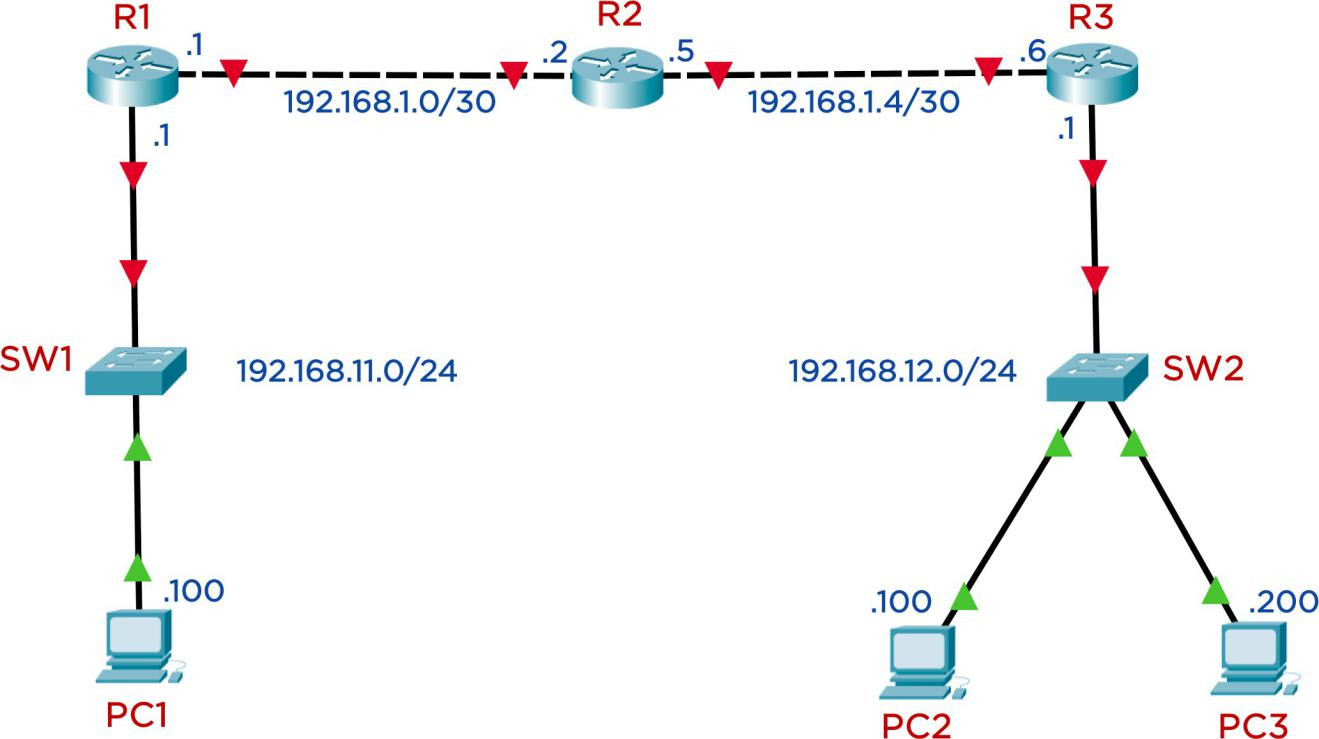 R1
R2
R3
.1
.2
.5
.6
192.168.1.0/30
192.168.1.4/30
.1
.1
SW1
192.168.11.0/24
192.168.12.0/24
SW2
.100
.100
.200
PC1
PC2
PC3